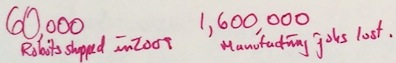 60,000 1,600,000
Robots shipped in 2009 Manufacturing jobs lost.